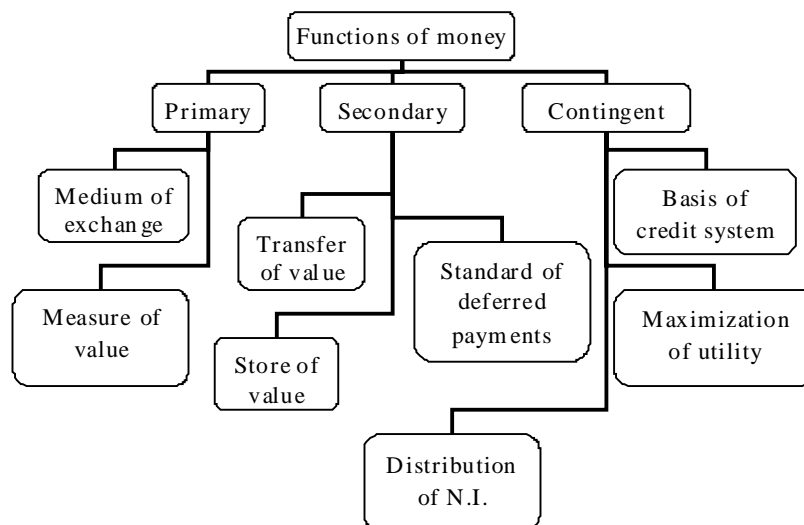 Functions of money
Primary
Secondary
Contingent
Medium of
exchange
Measure of
value
Transfer
of value
Standard of
deferred
payments
Store of
value
Basis of
credit system
Maximization
of utility
Distribution
of N.I.